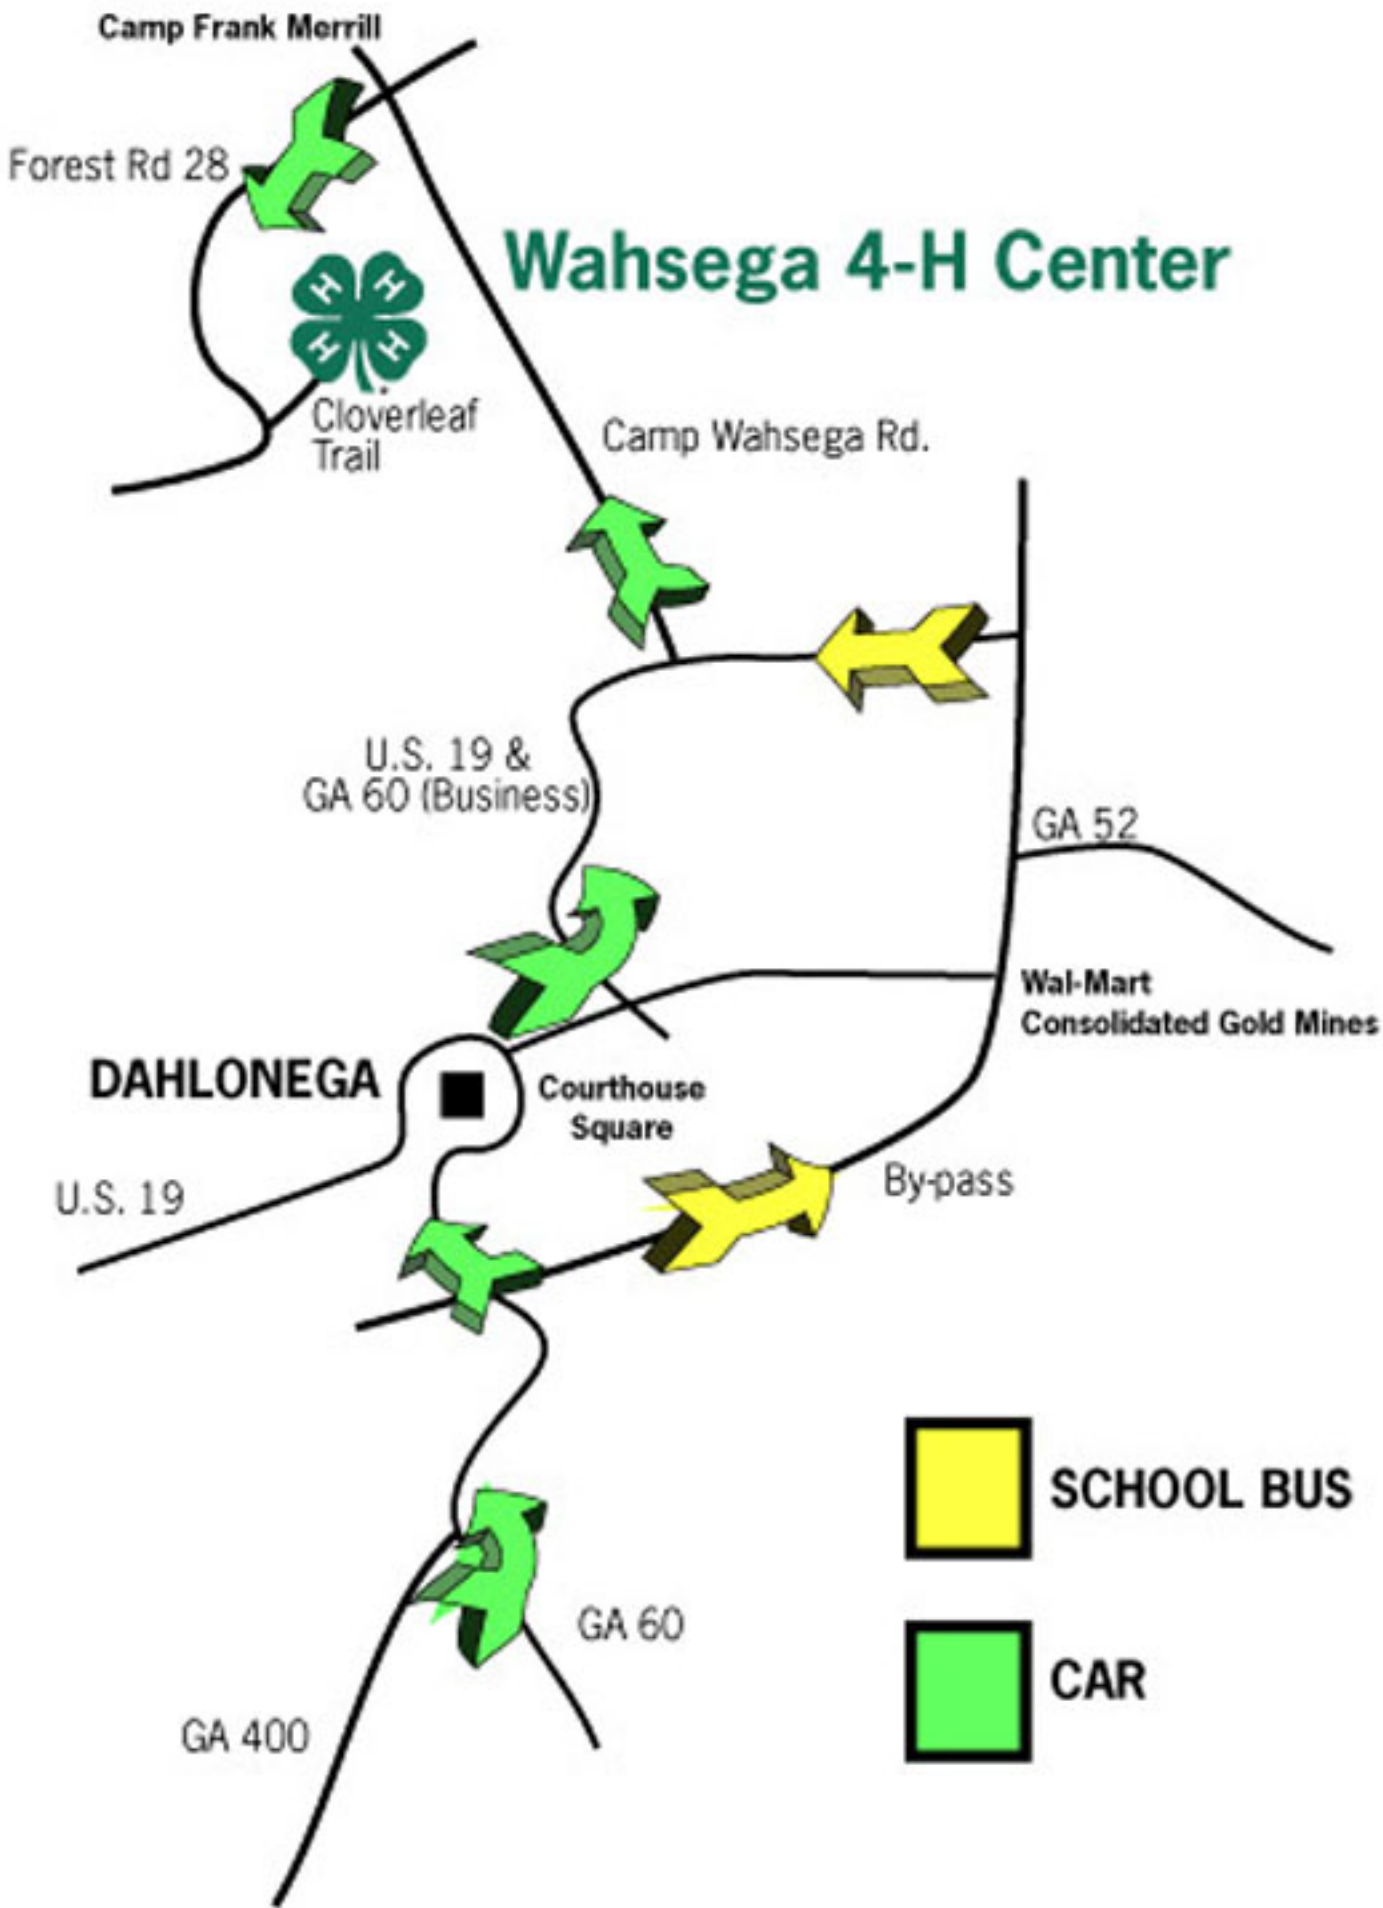 Camp Frank Merrill
Forest Rd 28
Wahsega 4-H Center
H H
H H
Cloverleaf
Trail
Camp Wahsega Rd.
U.S. 19 &
GA 60 (Business)
GA 52
Wal-Mart
Consolidated Gold Mines
DAHLONEGA
Courthouse
Square
U.S. 19
By-pass
SCHOOL BUS
GA 60
CAR
GA 400